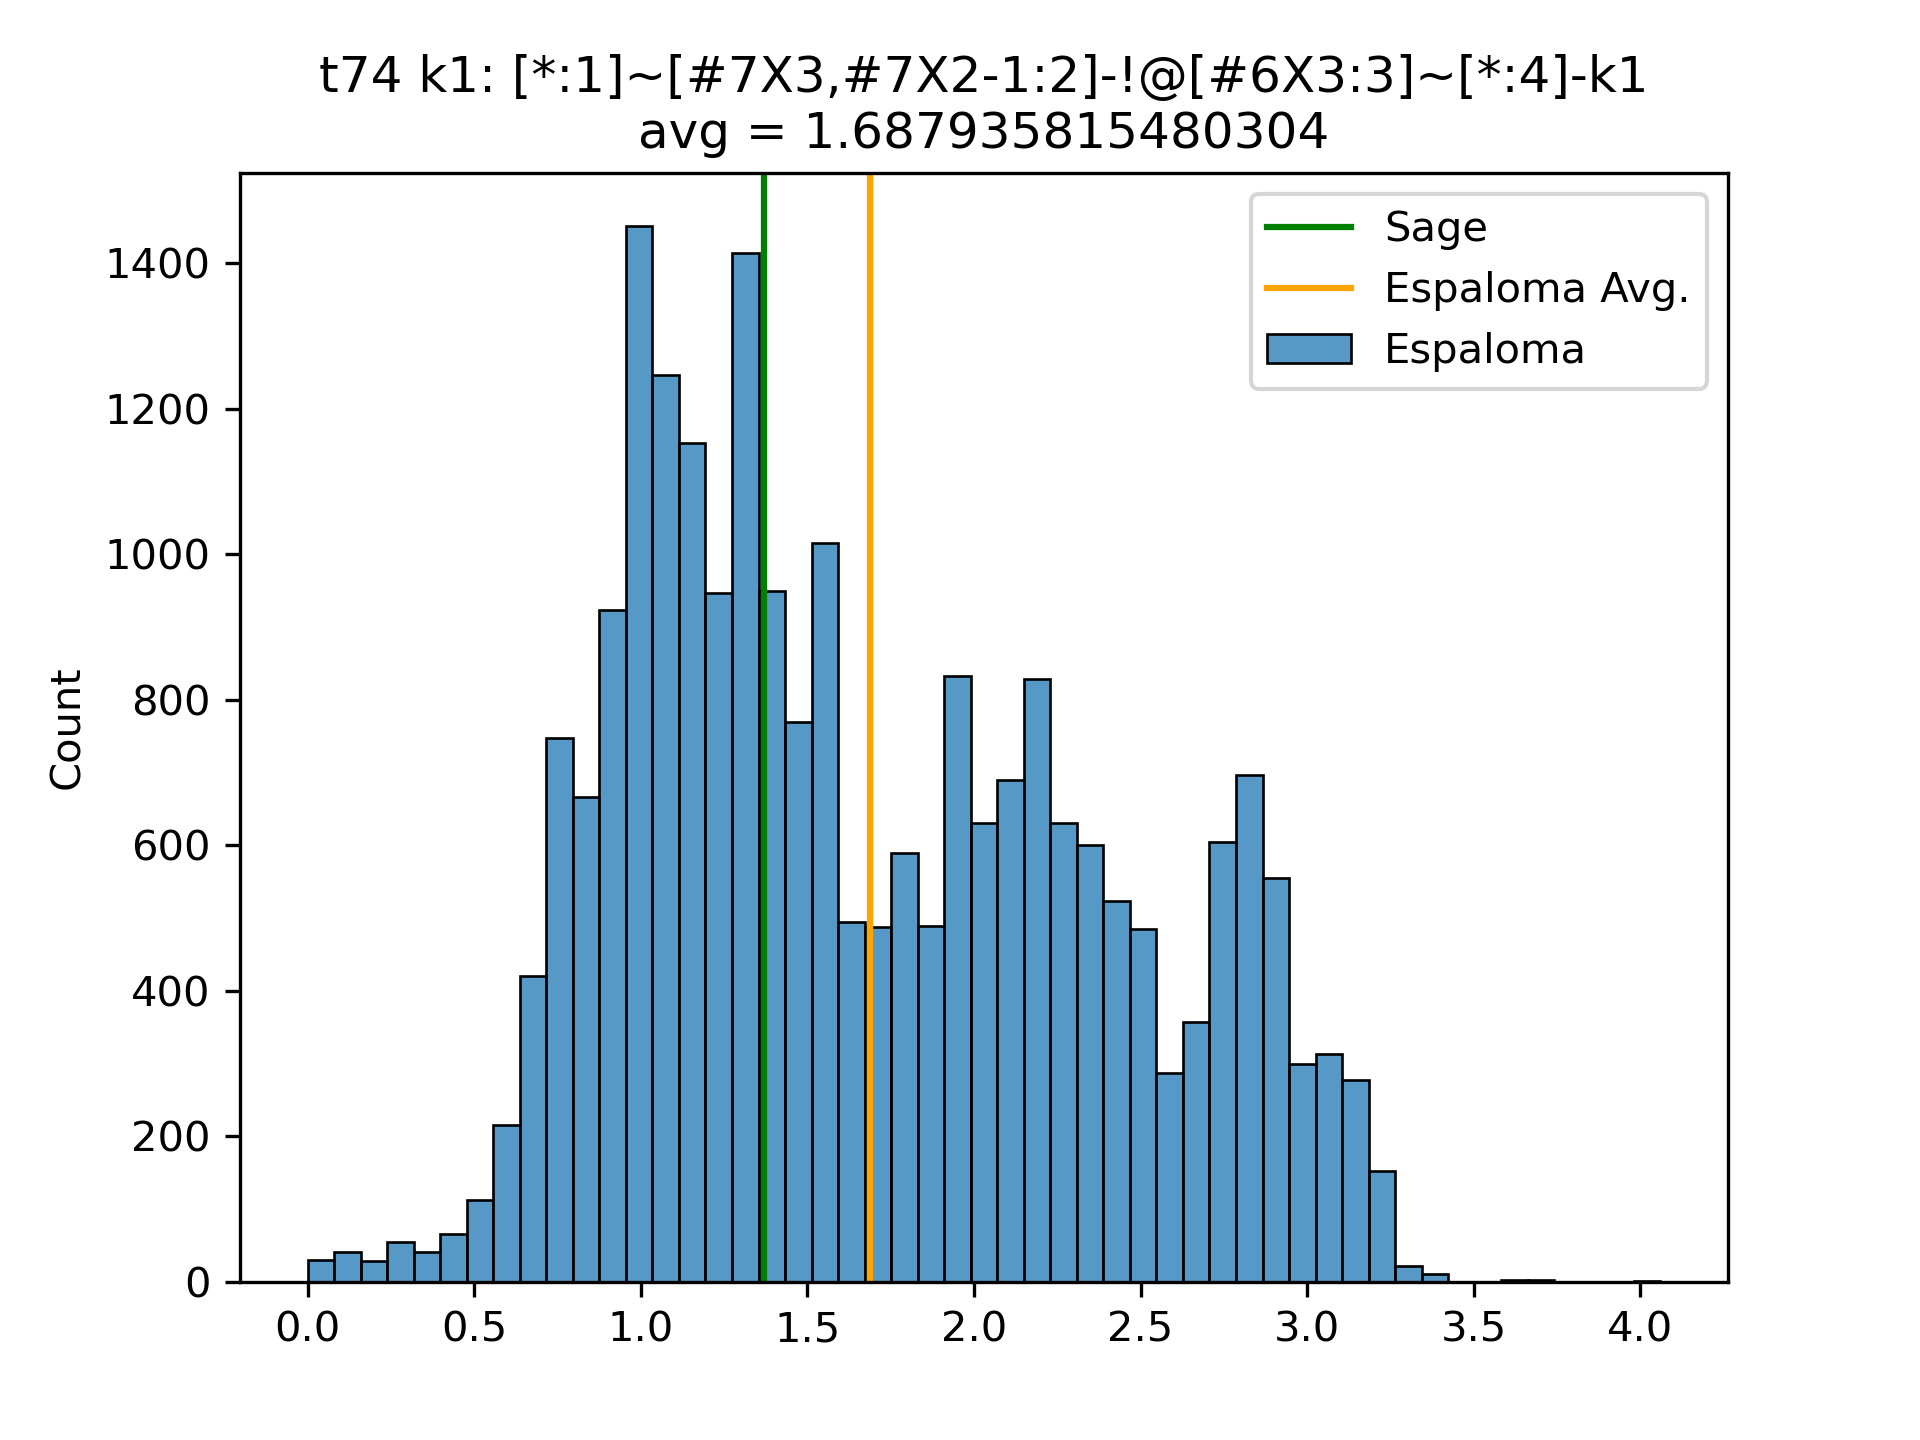 t74 k1: [*:1]~[#7X3,#7X2-1:2]-!@[#6X3:3]~[*:4]-k1
avg = 1.687935815480304
Sage
Espaloma Avg.
Espaloma
Count
1400
1200
1000
800
600
400
200
0
0.0 0.5 1.0 1.5 2.0 2.5 3.0 3.5 4.0